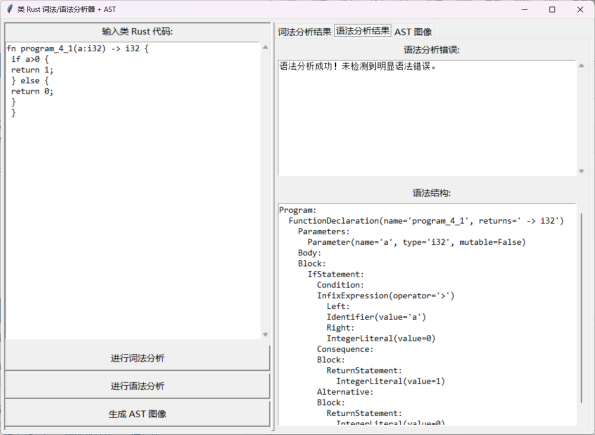 类 Rust 词法/语法分析器 + AST
输入类 Rust 代码:
fn program_4_1(a:i32) -> i32 {
if a>0 {
return 1;
} else {
return 0;
}
}
进行词法分析
进行语法分析
生成 AST 图像
词法分析结果 语法分析结果 AST 图像
语法分析错误:
语法分析成功! 未检测到明显语法错误。
语法结构:
Program:
FunctionDeclaration(name='program_4_1', returns=' -> i32')
Parameters:
Parameter(name='a', type='i32', mutable=False)
Body:
Block:
IfStatement:
Condition:
InfixExpression(operator='>')
Left:
Identifier(value='a')
Right:
IntegerLiteral(value=0)
Consequence:
Block:
ReturnStatement:
IntegerLiteral(value=1)
Alternative:
Block:
ReturnStatement:
IntegerLiteral(value=0)